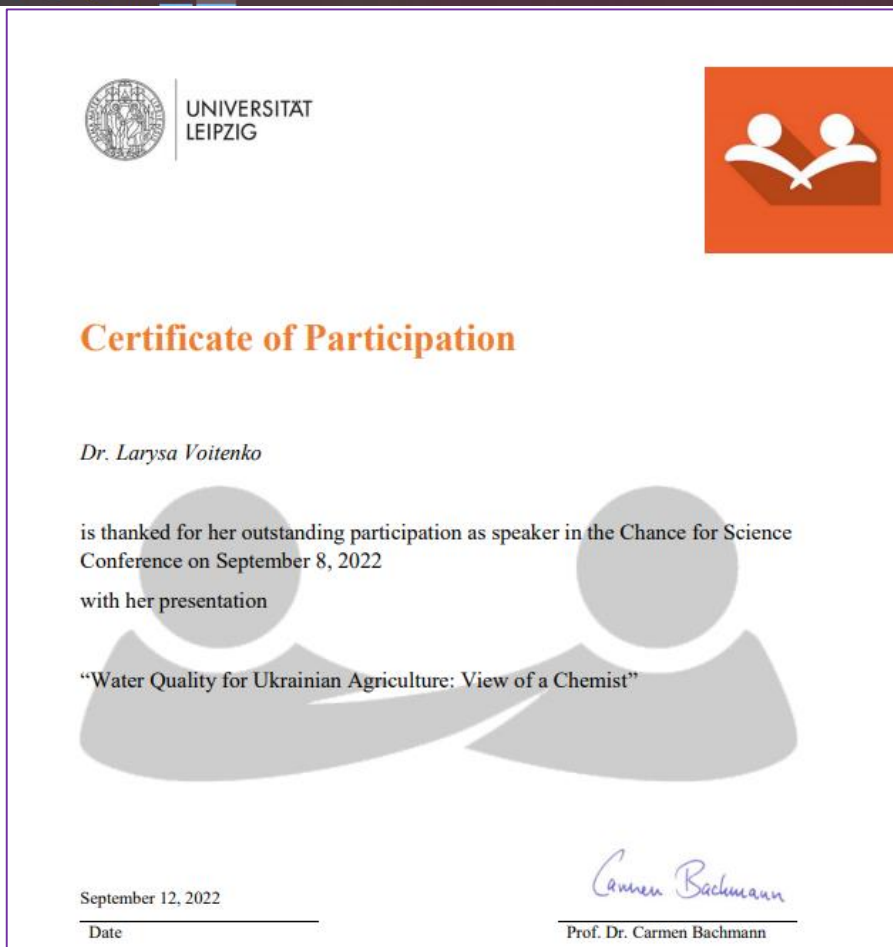 UNIVERSITÄT
LEIPZIG
Certificate of Participation
Dr. Larysa Voitenko
is thanked for her outstanding participation as speaker in the Chance for Science
Conference on September 8, 2022
with her presentation
“Water Quality for Ukrainian Agriculture: View of a Chemist”
Carmen Bachmann
September 12, 2022
Date
Prof. Dr. Carmen Bachmann